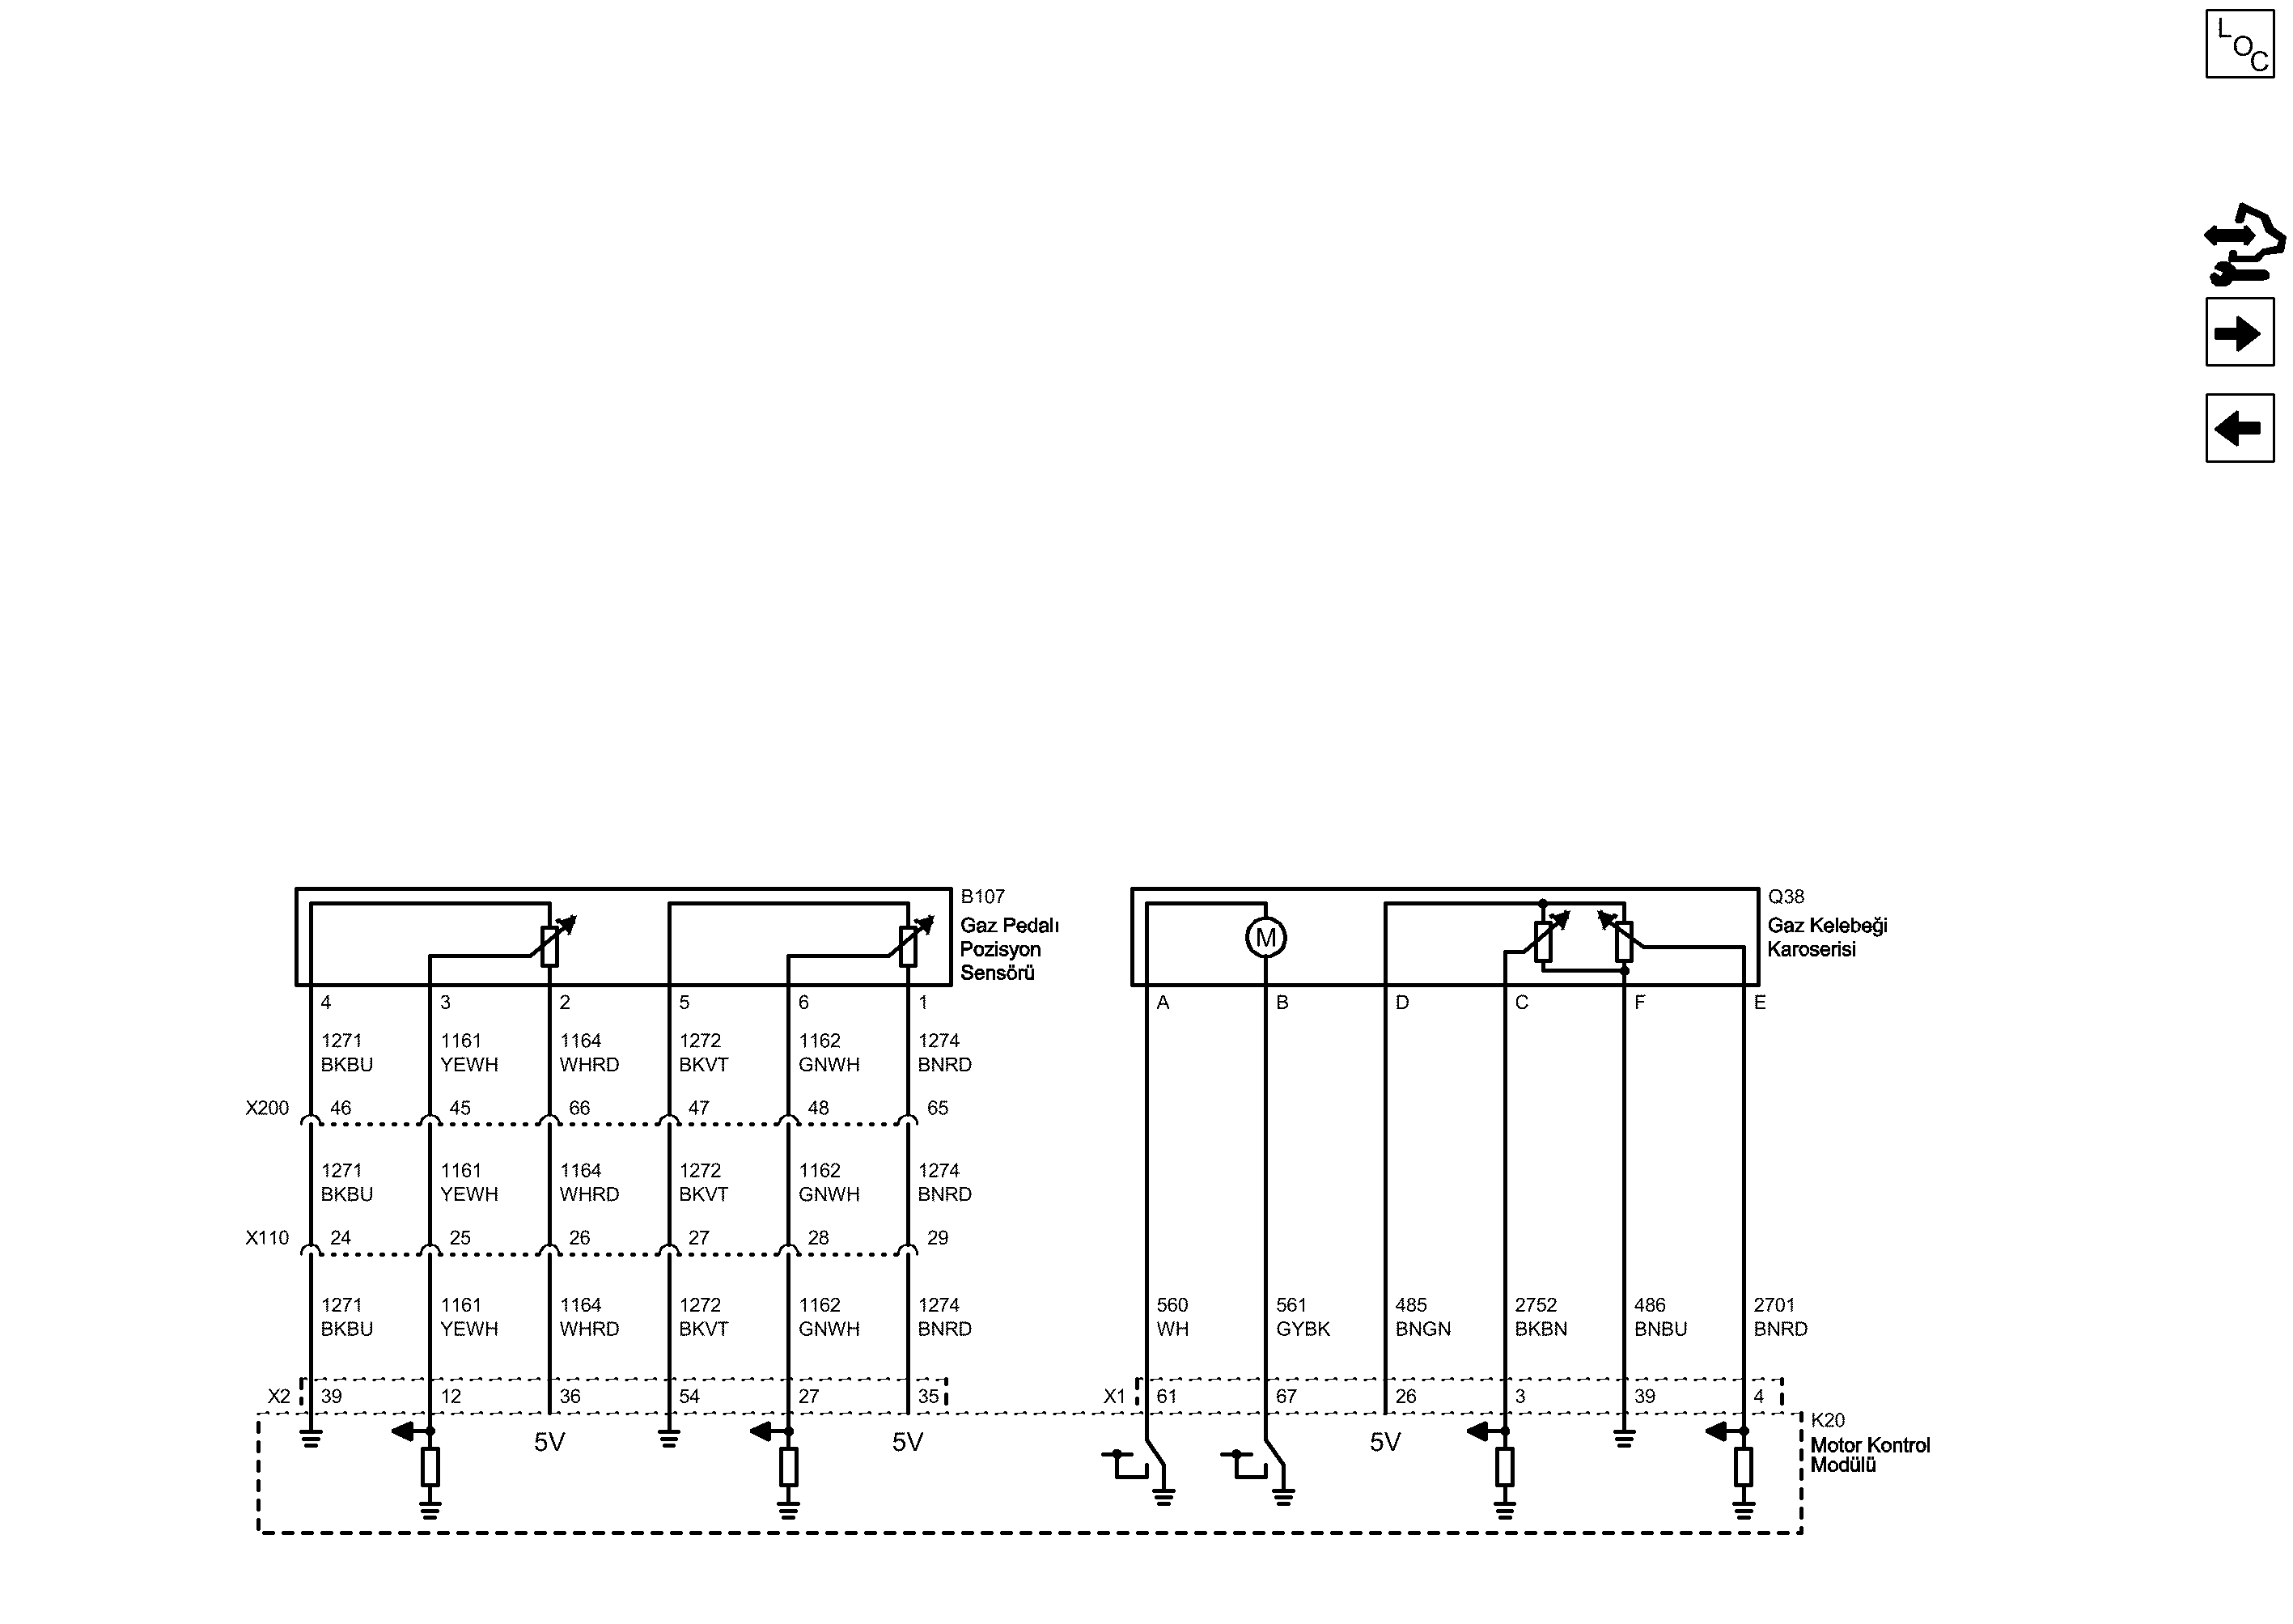 LOC
B107
Gaz Pedalı
Pozisyon
Sensörü
Q38
Gaz Kelebeği
Karoserisi
M
4 3 2 5 6 1 A B D C F E
1271 1161 1164 1272 1162 1274
BKBU YEWH WHRD BKVT GNWH BNRD
X200 46 45 66 47 48 65
1271 1161 1164 1272 1162 1274
BKBU YEWH WHRD BKVT GNWH BNRD
X110 24 25 26 27 28 29
1271 1161 1164 1272 1162 1274 560 561 485 2752 486 2701
BKBU YEWH WHRD BKVT GNWH BNRD WH GYBK BNGN BKBN BNBU BNRD
X2 39 12 36 54 27 35 X1 61 67 26 3 39 4
5V 5V 5V
K20
Motor Kontrol
Modülü